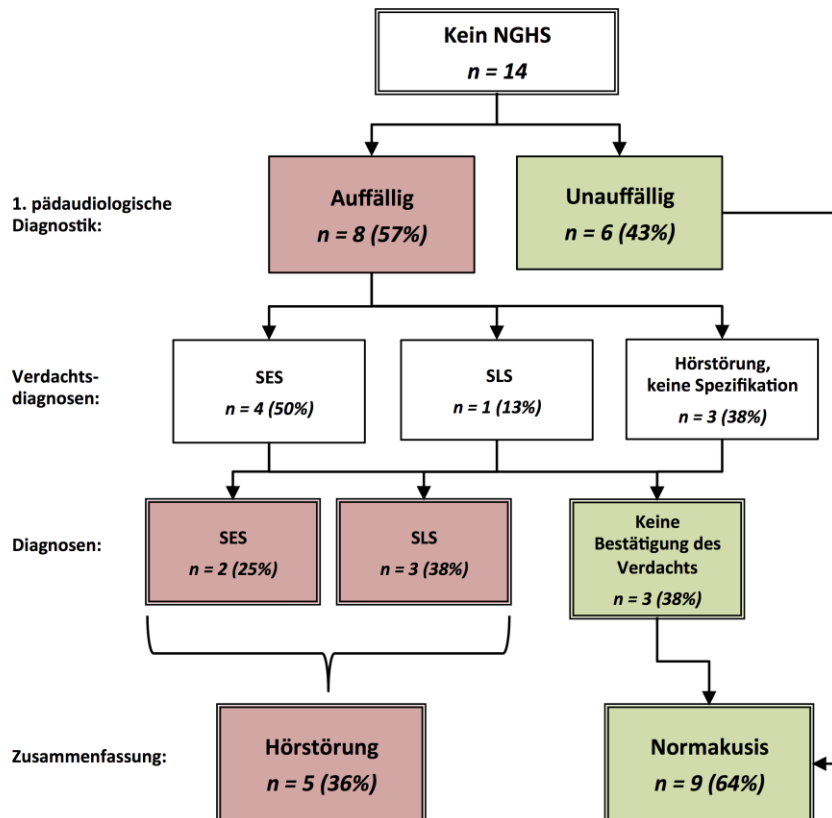 Kein NGHS
n = 14
1. pädaudiologische
Diagnostik:
Auffällig
n = 8 (57%)
Unauffällig
n = 6 (43%)
Verdachts-
diagnosen:
SES
n = 4 (50%)
SLS
n = 1 (13%)
Hörstörung,
keine Spezifikation
n = 3 (38%)
Diagnosen:
SES
n = 2 (25%)
SLS
n = 3 (38%)
Keine
Bestätigung des
Verdachts
n = 3 (38%)
Zusammenfassung:
Hörstörung
n = 5 (36%)
Normakusis
n = 9 (64%)